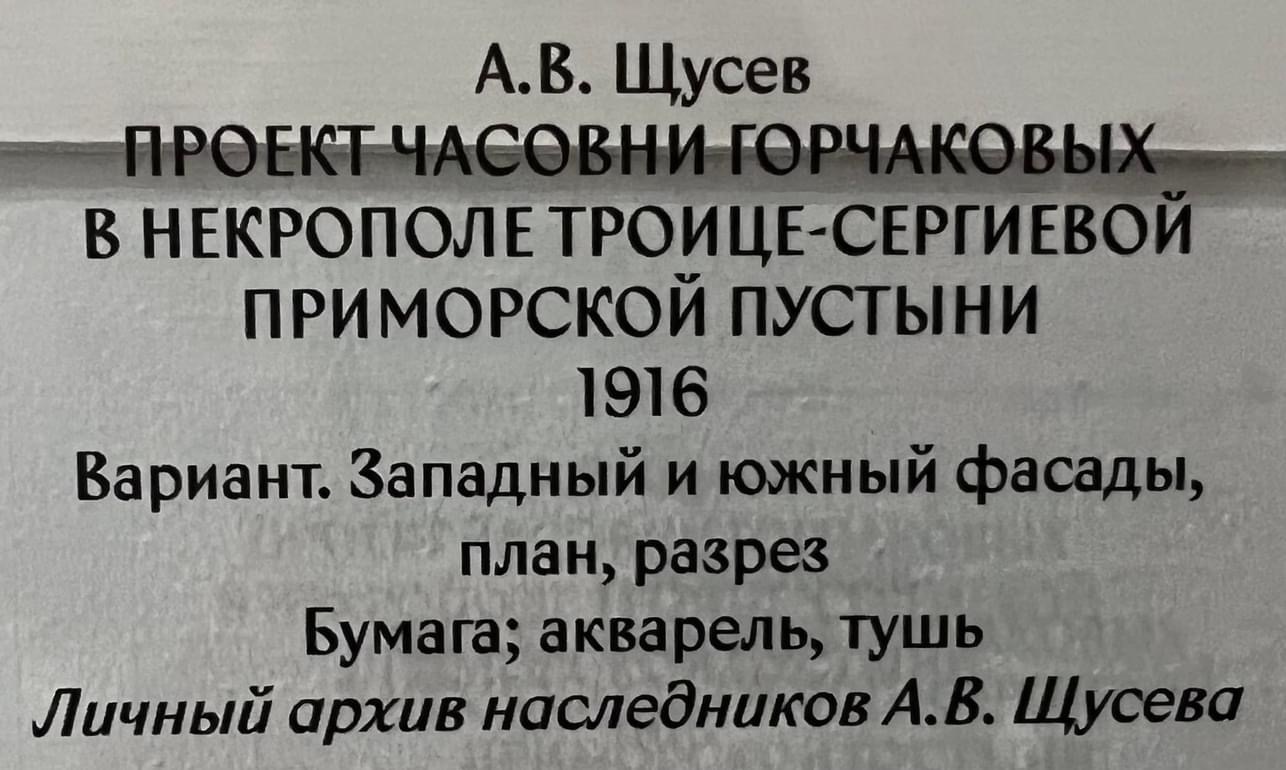 А.В. Щусев
ПРОЕКТ ЧАСОВНИ ГОРЧАКОВЫХ
В НЕКРОПОЛЕ ТРОИЦЕ-СЕРГИЕВОЙ
ПРИМОРСКОЙ ПУСТЫНИ
1916
Вариант. Западный и южный фасады,
план, разрез
Бумага; акварель, тушь
Личный архив наследников А.В. Щусева